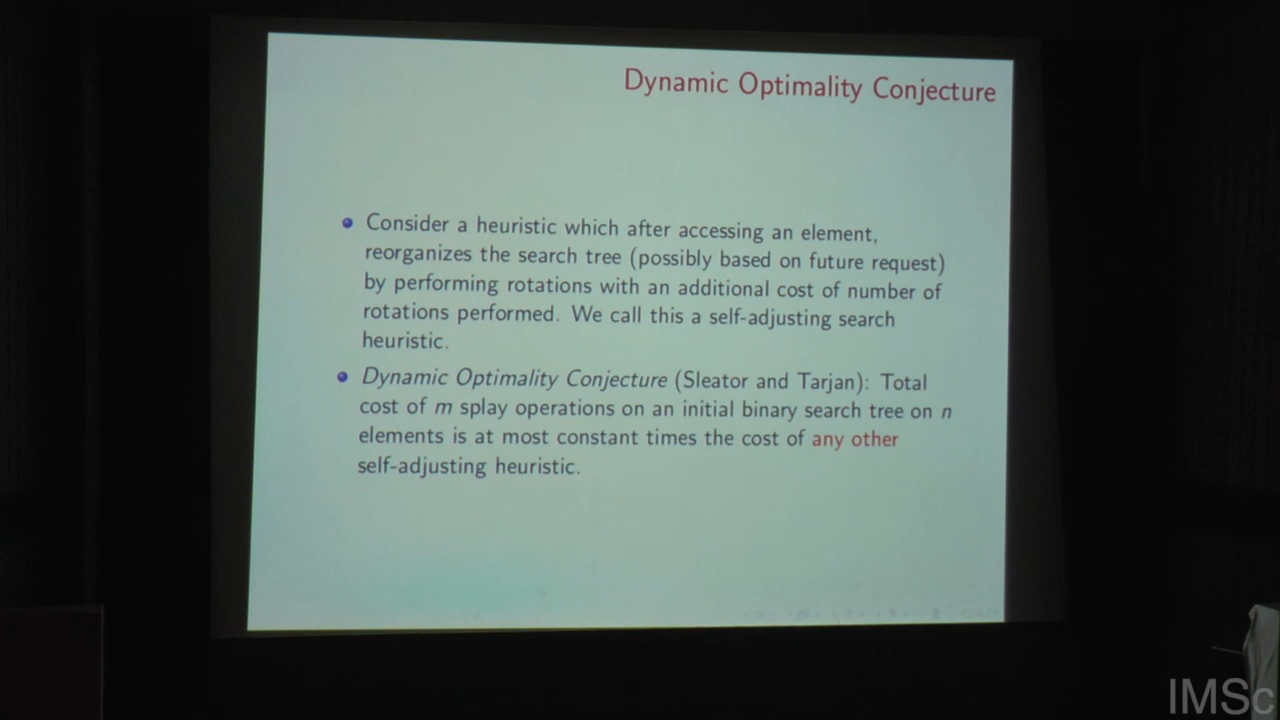 Dynamic Optimality Conjecture
Consider a heuristic which after accessing an element,
reorganizes the search tree (possibly based on future request)
by performing rotations with an additional cost of number of
rotations performed. We call this a self-adjusting search
heuristic.
Dynamic Optimality Conjecture (Sleator and Tarjan): Total
cost of m splay operations on an initial binary search tree on n
elements is at most constant times the cost of any other
self-adjusting heuristic.
IMSc